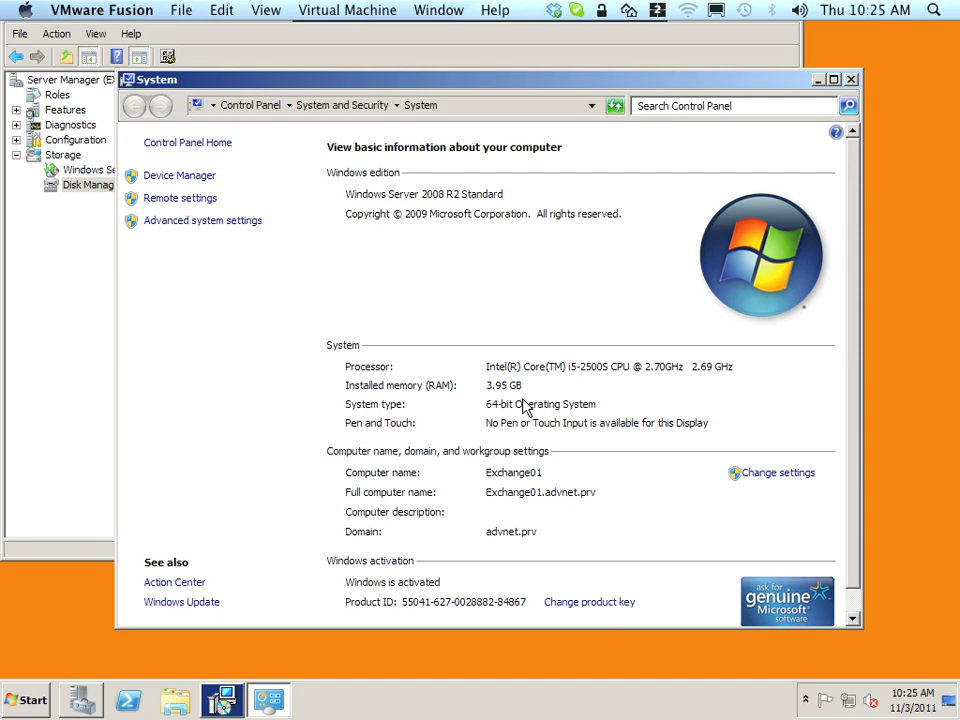 VMware Fusion File Edit View Virtual Machine Window Help 2 Thu 10:25 AM
File Action View Help
Server Manager (E
Roles
Features
Diagnostics
Configuration
Storage
Windows Se
Disk Manag
System
Control Panel System and Security System Search Control Panel
Control Panel Home
Device Manager
Remote settings
Advanced system settings
See also
Action Center
Windows Update
View basic information about your computer
Windows edition
Windows Server 2008 R2 Standard
Copyright © 2009 Microsoft Corporation. All rights reserved.
System
Processor: Intel(R) Core(TM) i5-2500S CPU @ 2.70GHz 2.69 GHz
Installed memory (RAM): 3.95 GB
System type: 64-bit Operating System
Pen and Touch: No Pen or Touch Input is available for this Display
Computer name, domain, and workgroup settings
Computer name: Exchange01 Change settings
Full computer name: Exchange01.advnet.prv
Computer description:
Domain: advnet.prv
Windows activation
Windows is activated
Product ID: 55041-627-0028882-84867 Change product key
ask for
genuine
Microsoft
software
Start
10:25 AM
11/3/2011